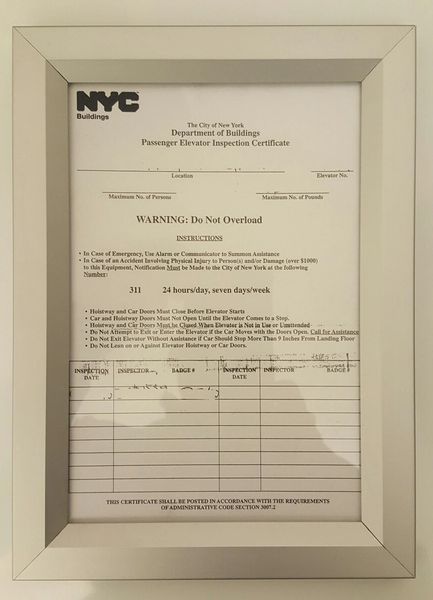 NYC
Buildings
The City of New York
Department of Buildings
Passenger Elevator Inspection Certificate
Location Elevator No.
Maximum No. of Persons Maximum No. of Pounds
WARNING: Do Not Overload
INSTRUCTIONS
• In Case of Emergency, Use Alarm or Communicator to Summon Assistance
• In Case of an Accident Involving Physical Injury to Person(s) and/or Damage (over $1000)
to this Equipment, Notification Must be Made to the City of New York at the following
Number:
311 24 hours/day, seven days/week
• Hoistway and Car Doors Must Close Before Elevator Starts
• Car and Hoistway Doors Must Not Open Until the Elevator Comes to a Stop.
• Hoistway and Car Doors Must be Closed When Elevator is Not in Use or Unattended
• Do Not Attempt to Exit or Enter the Elevator if the Car Moves with the Doors Open. Call for Assistance
• Do Not Exit Elevator Without Assistance if Car Should Stop More Than 9 Inches From Landing Floor
• Do Not Lean on or Against Elevator Hoistway or Car Doors.
INSPECTION INSPECTOR BADGE # INSPECTION INSPECTOR BADGE #
DATE DATE
THIS CERTIFICATE SHALL BE POSTED IN ACCORDANCE WITH THE REQUIREMENTS
OF ADMINISTRATIVE CODE SECTION 3007.2